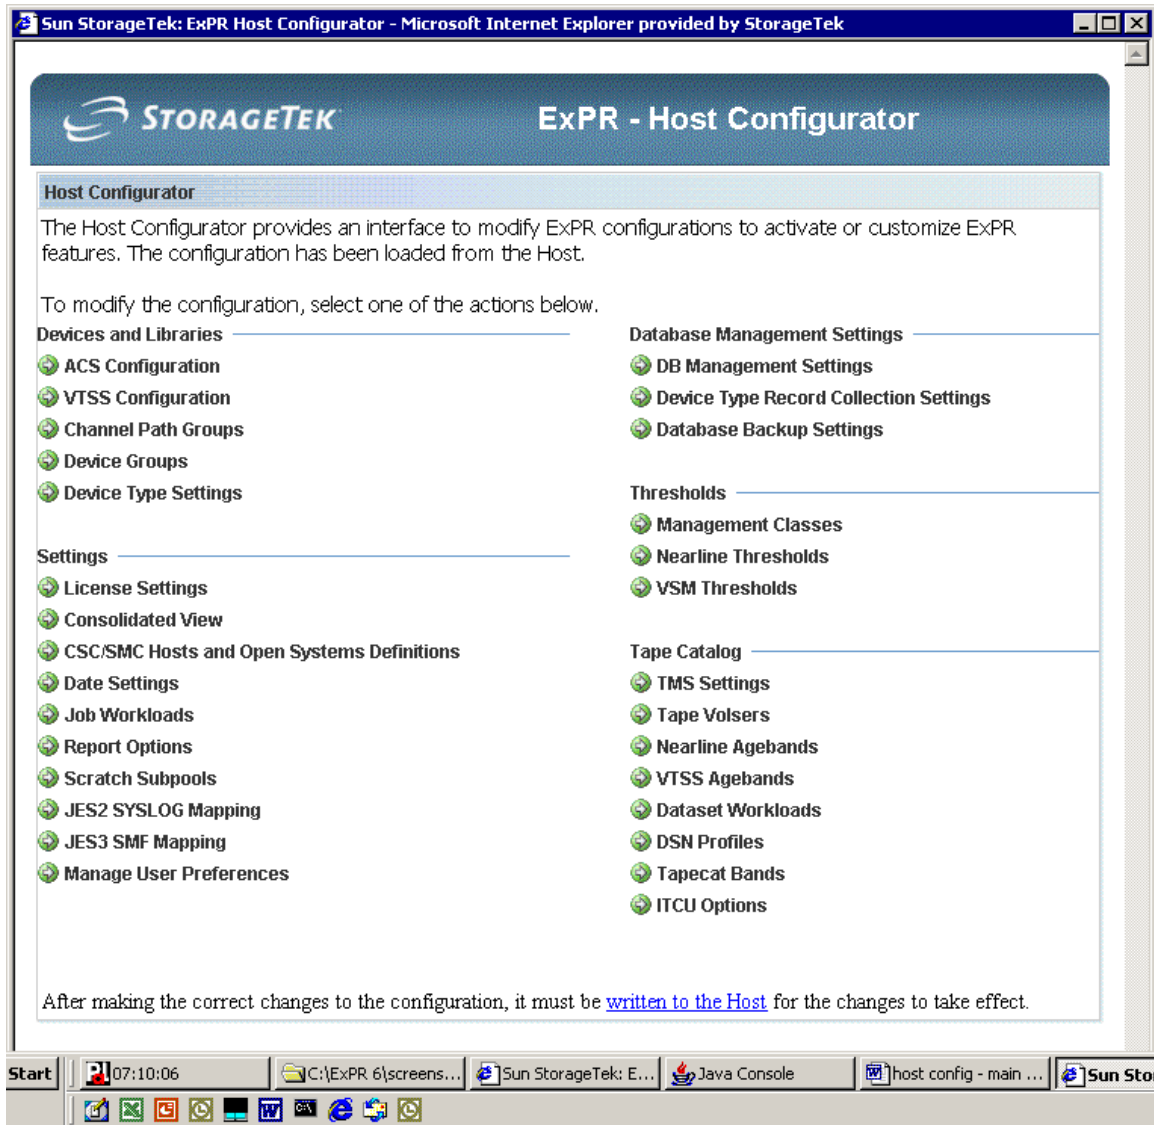 Sun StorageTek: ExPR Host Configurator - Microsoft Internet Explorer provided by StorageTek
STORAGETEK
ExPR - Host Configurator
Host Configurator
The Host Configurator provides an interface to modify ExPR configurations to activate or customize ExPR
features. The configuration has been loaded from the Host.
To modify the configuration, select one of the actions below.
Devices and Libraries
ACS Configuration
VTSS Configuration
Channel Path Groups
Device Groups
Device Type Settings
Settings
License Settings
Consolidated View
CSC/SMC Hosts and Open Systems Definitions
Date Settings
Job Workloads
Report Options
Scratch Subpools
JES2 SYSLOG Mapping
JES3 SMF Mapping
Manage User Preferences
Database Management Settings
DB Management Settings
Device Type Record Collection Settings
Database Backup Settings
Thresholds
Management Classes
Nearline Thresholds
VSM Thresholds
Tape Catalog
TMS Settings
Tape Volsers
Nearline Agebands
VTSS Agebands
Dataset Workloads
DSN Profiles
Tapecat Bands
ITCU Options
After making the correct changes to the configuration, it must be written to the Host for the changes to take effect.
Start
07:10:06
C:\ExPR 6\screens...
Sun StorageTek: E...
Java Console
host config - main ...
Sun Sto